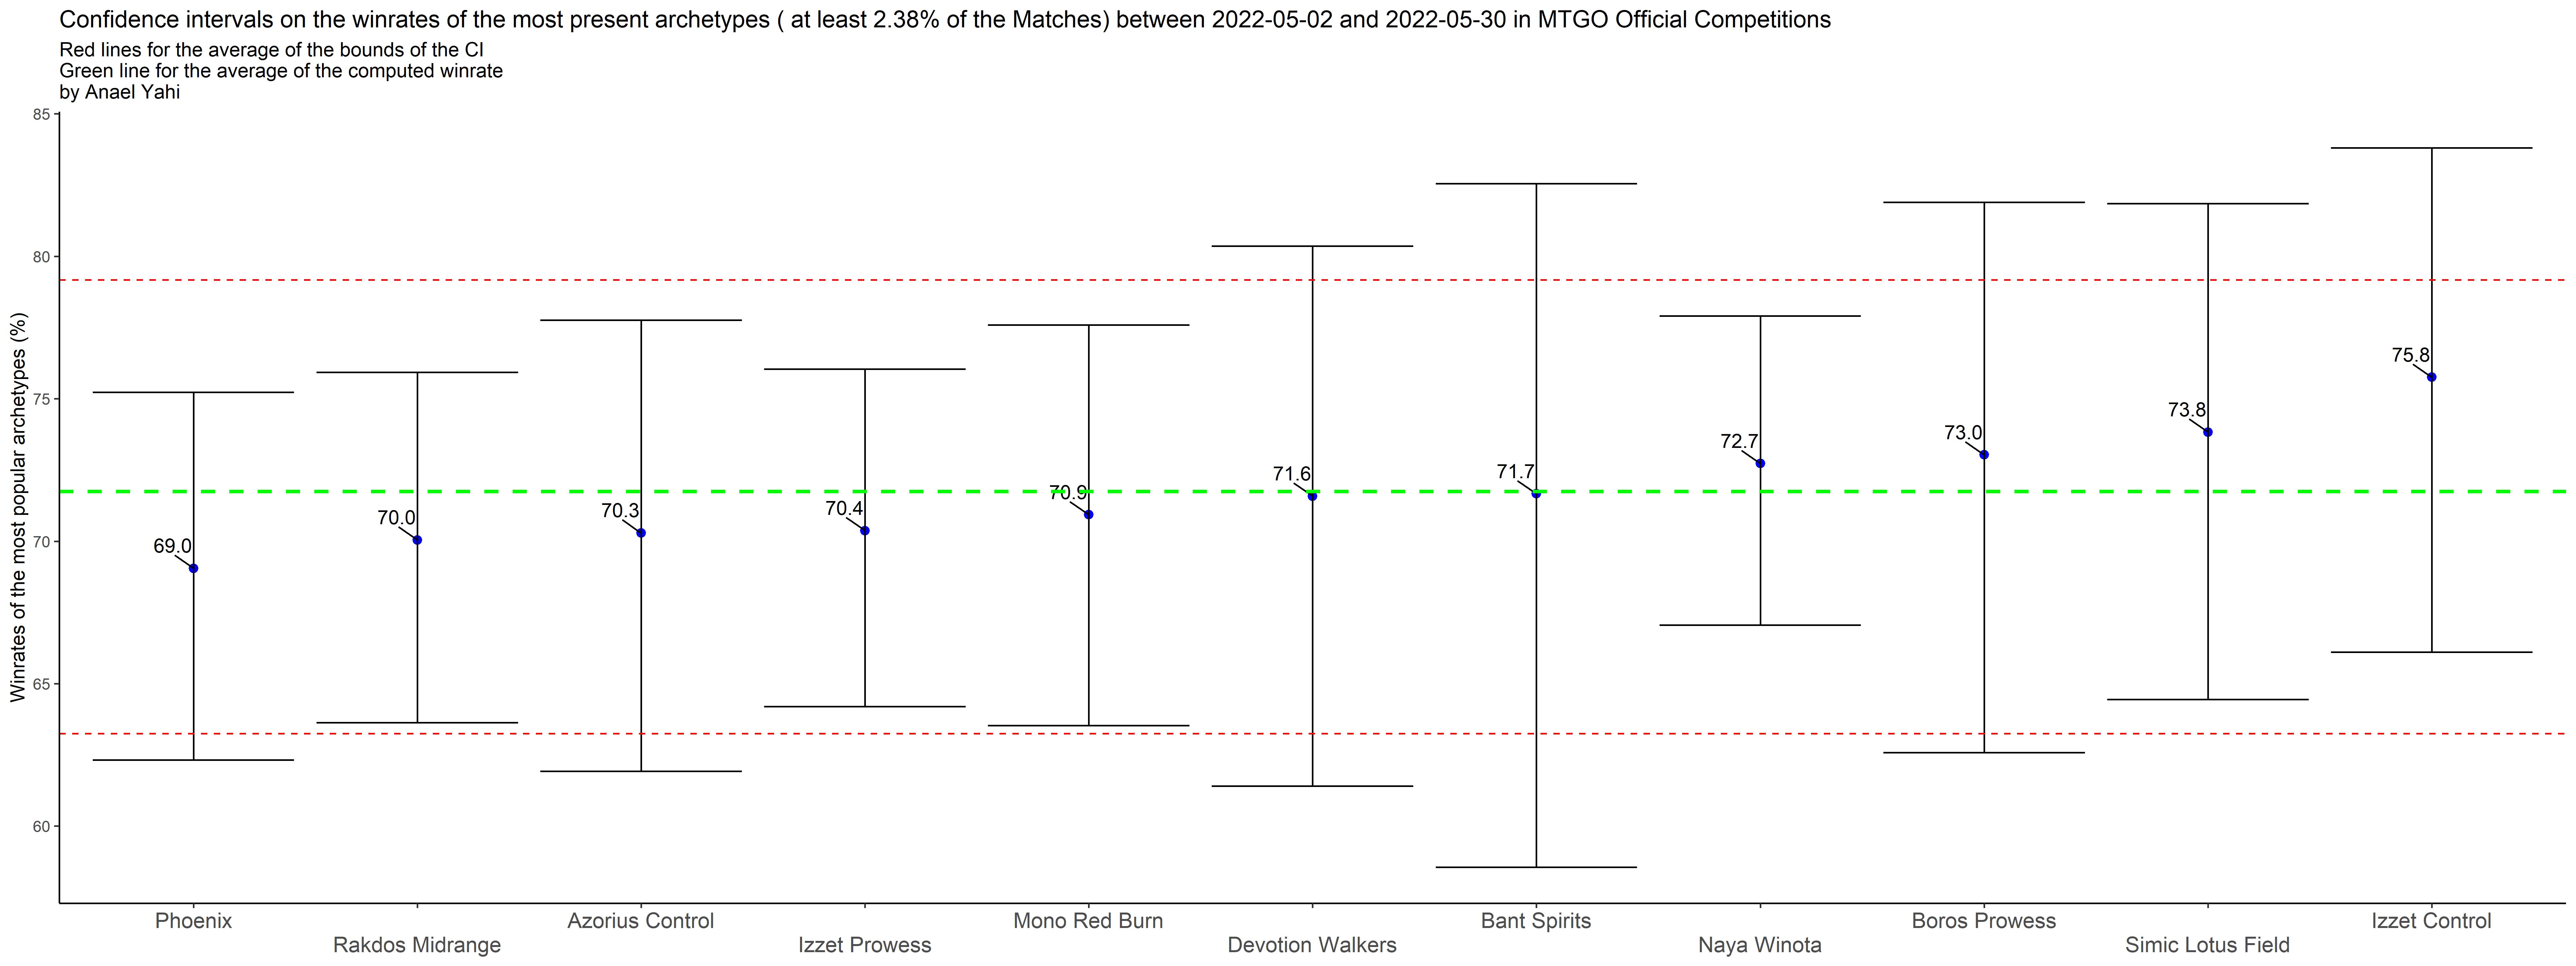 Confidence intervals on the winrates of the most present archetypes ( at least 2.38% of the Matches) between 2022-05-02 and 2022-05-30 in MTGO Official Competitions
Red lines for the average of the bounds of the CI
Green line for the average of the computed winrate
by Anael Yahi
Winrates of the most popular archetypes (%)
85
80
75
70
65
60
69.0
70.0
70.3
70.4
70.9
71.6
71.7
72.7
73.0
73.8
75.8
Phoenix
Rakdos Midrange
Azorius Control
Izzet Prowess
Mono Red Burn
Devotion Walkers
Bant Spirits
Naya Winota
Boros Prowess
Simic Lotus Field
Izzet Control